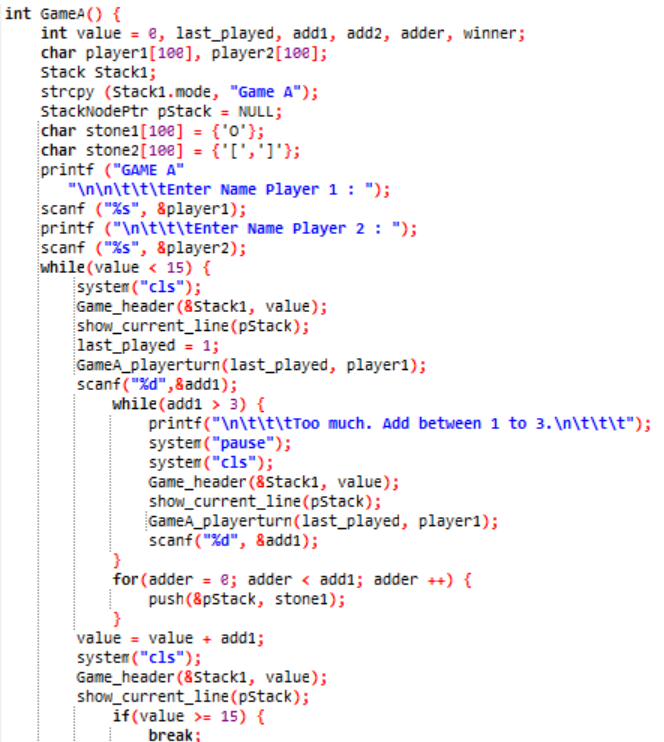 int GameA() {
    int value = 0, last_played, add1, add2, adder, winner;
    char player1[100], player2[100];
    Stack Stack1;
    strcpy (Stack1.mode, "Game A");
    StackNodePtr pStack = NULL;
    char stone1[100] = {'O'};
    char stone2[100] = {'[',']'};
    printf ("GAME A"
        "\n\n\t\t\tEnter Name Player 1 : ");
    scanf ("%s", &player1);
    printf ("\n\t\t\tEnter Name Player 2 : ");
    scanf ("%s", &player2);
    while(value < 15) {
        system("cls");
        Game_header(&Stack1, value);
        show_current_line(pStack);
        last_played = 1;
        GameA_playerturn(last_played, player1);
        scanf("%d",&add1);
            while(add1 > 3) {
                printf("\n\t\t\tToo much. Add between 1 to 3.\n\t\t\t");
                system("pause");
                system("cls");
                Game_header(&Stack1, value);
                show_current_line(pStack);
                GameA_playerturn(last_played, player1);
                scanf("%d", &add1);
            }
            for(adder = 0; adder < add1; adder ++) {
                push(&pStack, stone1);
            }
        value = value + add1;
        system("cls");
        Game_header(&Stack1, value);
        show_current_line(pStack);
            if(value >= 15) {
                break;